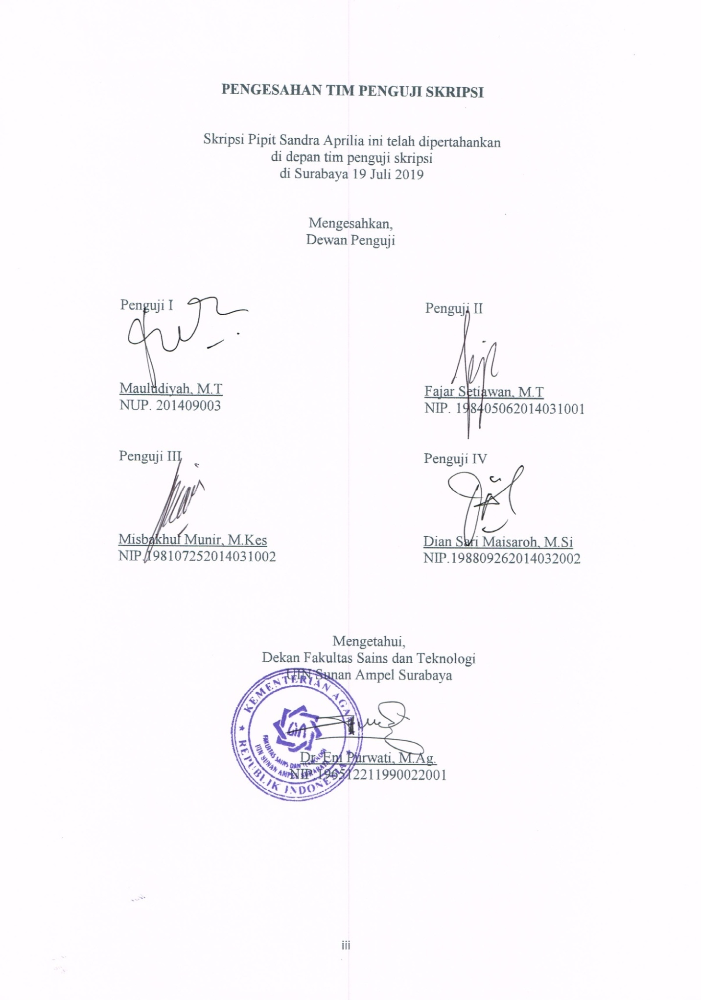 PENGESAHAN TIM PENGUJI SKRIPSI
Skripsi Pipit Sandra Aprilia ini telah dipertahankan
di depan tim penguji skripsi
di Surabaya 19 Juli 2019
Mengesahkan,
Dewan Penguji
Penguji I
Mauludiyah, M.T
NUP. 201409003
Penguji II
Fajar Setiawan, M.T
NIP. 198405062014031001
Penguji III
Misbakhul Munir, M.Kes
NIP.198107252014031002
Penguji IV
Dian Sari Maisaroh, M.Si
NIP.198809262014032002
Mengetahui,
Dekan Fakultas Sains dan Teknologi
UIN Sunan Ampel Surabaya
KEMENTERIAN AGAMA
REPUBLIK INDONESIA
FAKULTAS SAINS DAN TEKNOLOGI
UIN SUNAN AMPEL SURABAYA
Dr. Eni Purwati, M.Ag.
NIP.196512211990022001
iii